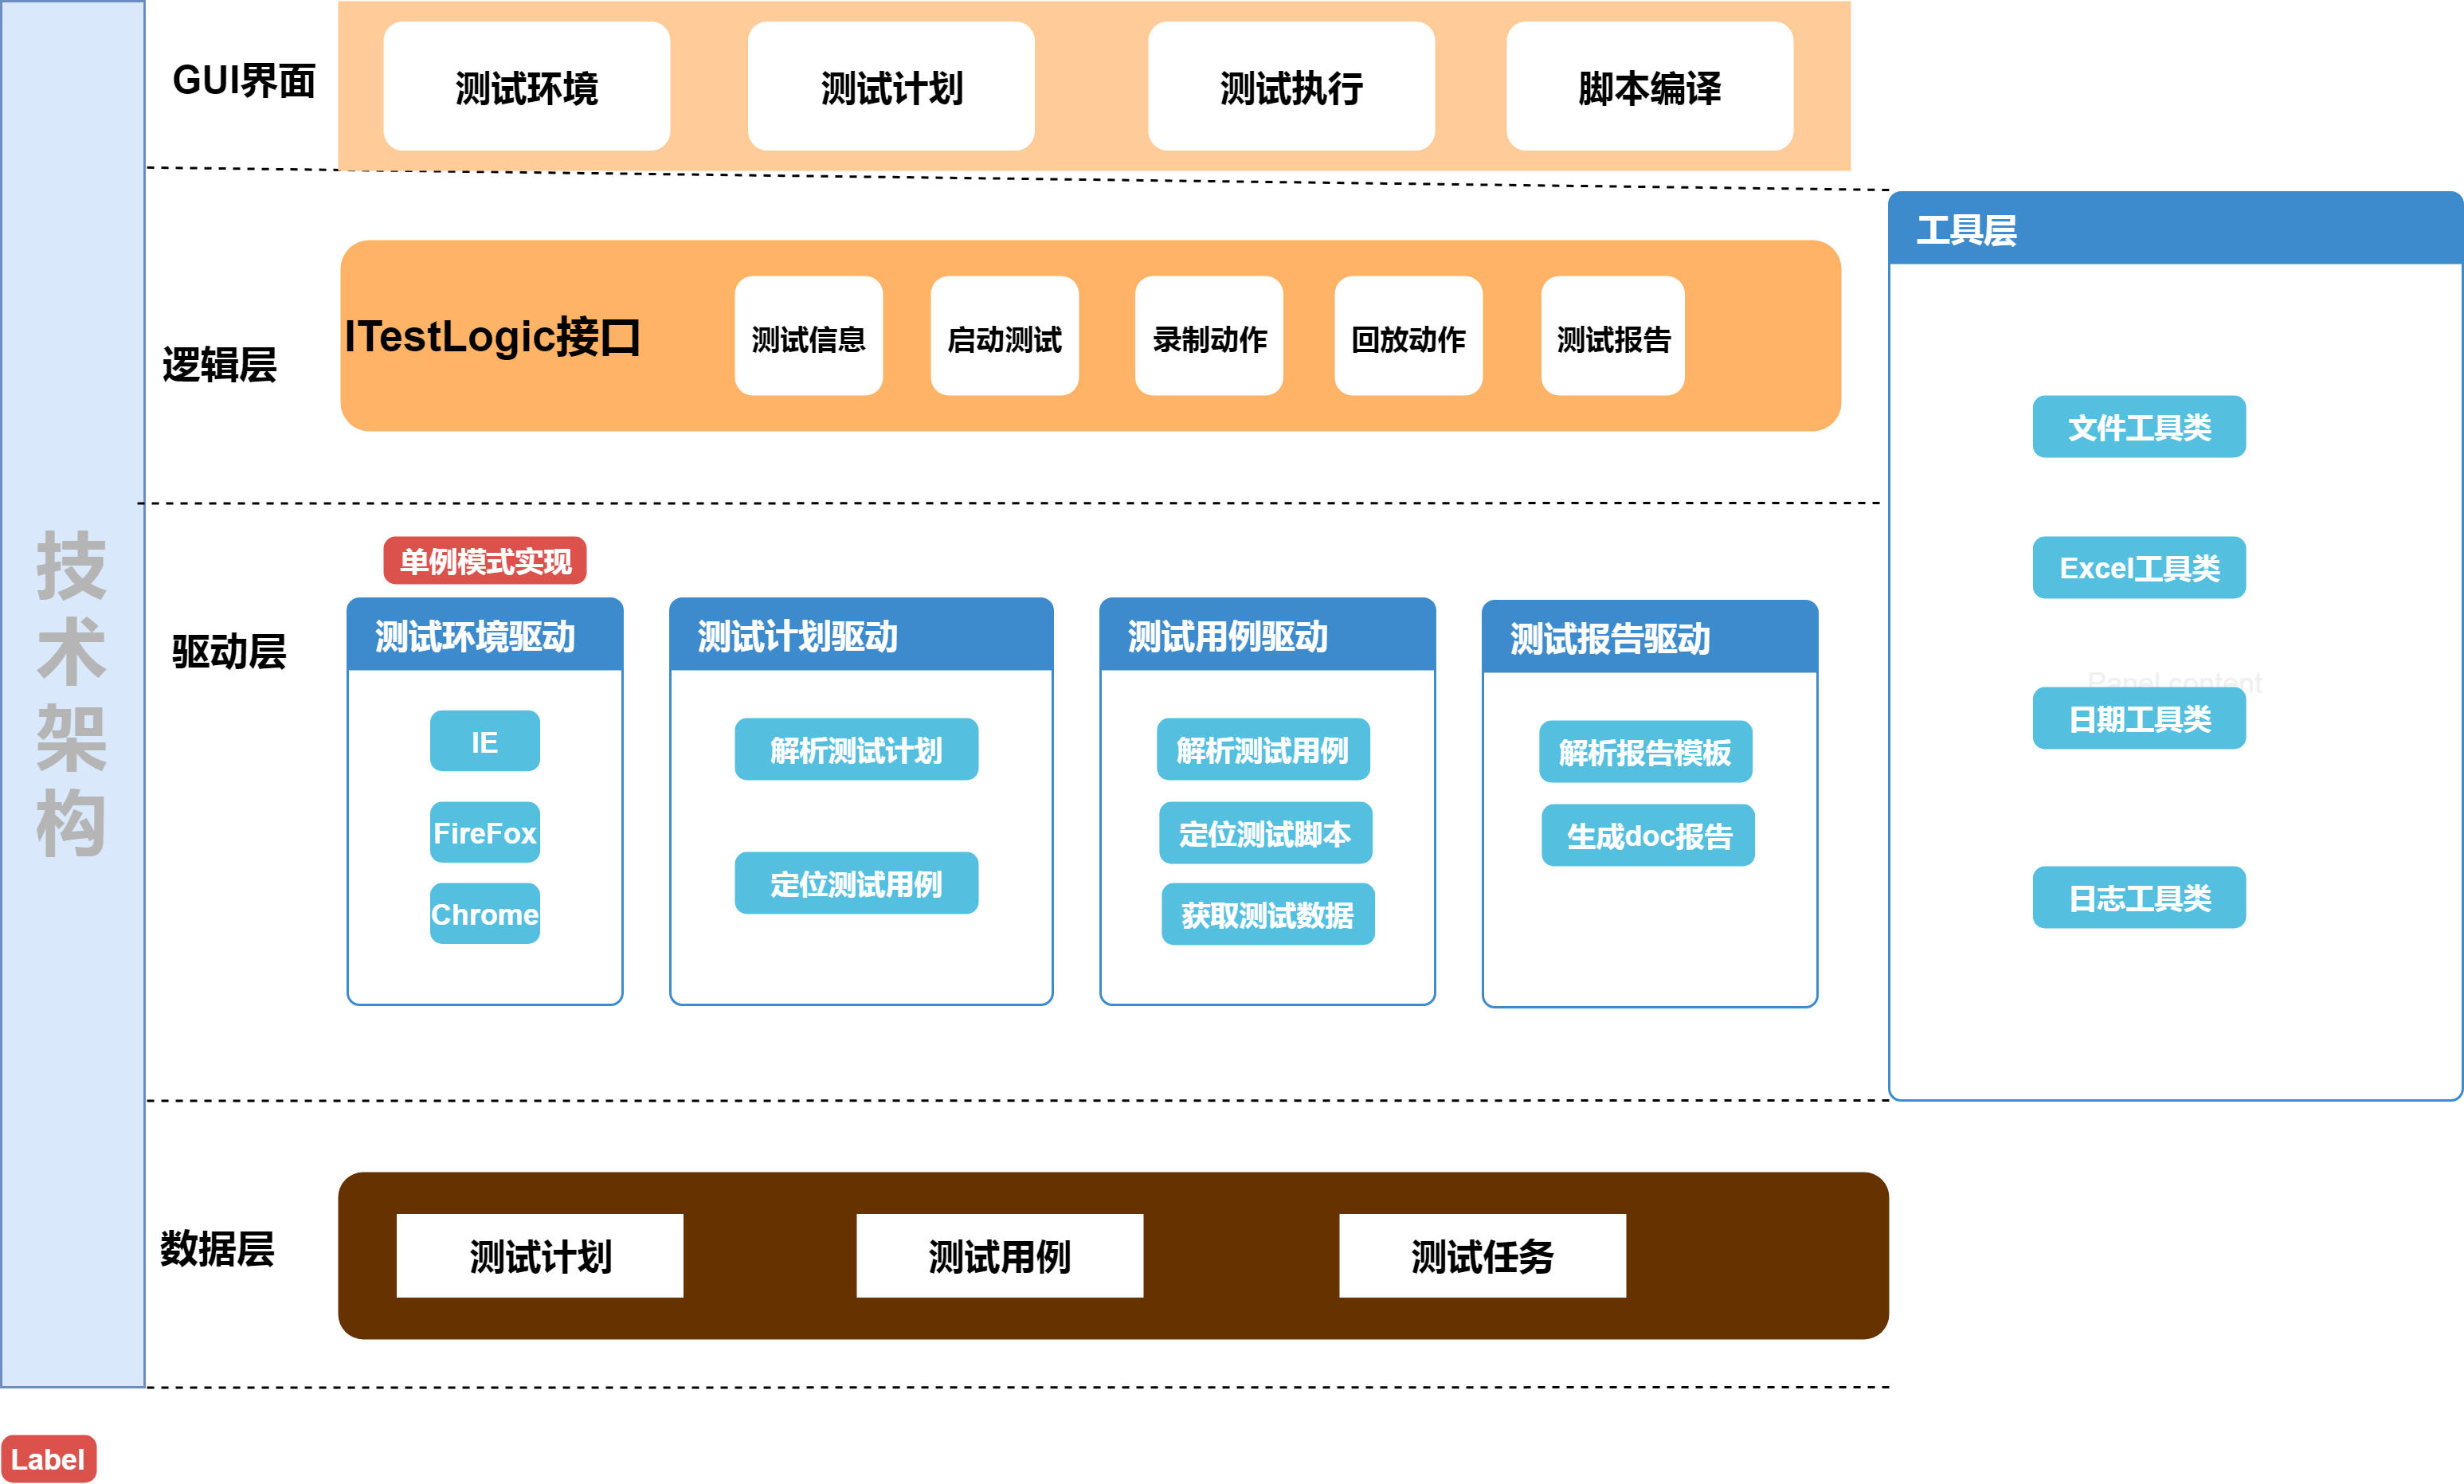 GUI界面
测试环境
测试计划
测试执行
脚本编译
逻辑层
ITestLogic接口
测试信息
启动测试
录制动作
回放动作
测试报告
工具层
文件工具类
Excel工具类
Panel content
日期工具类
日志工具类
技
术
架
构
驱动层
单例模式实现
测试环境驱动
IE
FireFox
Chrome
测试计划驱动
解析测试计划
定位测试用例
测试用例驱动
解析测试用例
定位测试脚本
获取测试数据
测试报告驱动
解析报告模板
生成doc报告
数据层
测试计划
测试用例
测试任务
Label